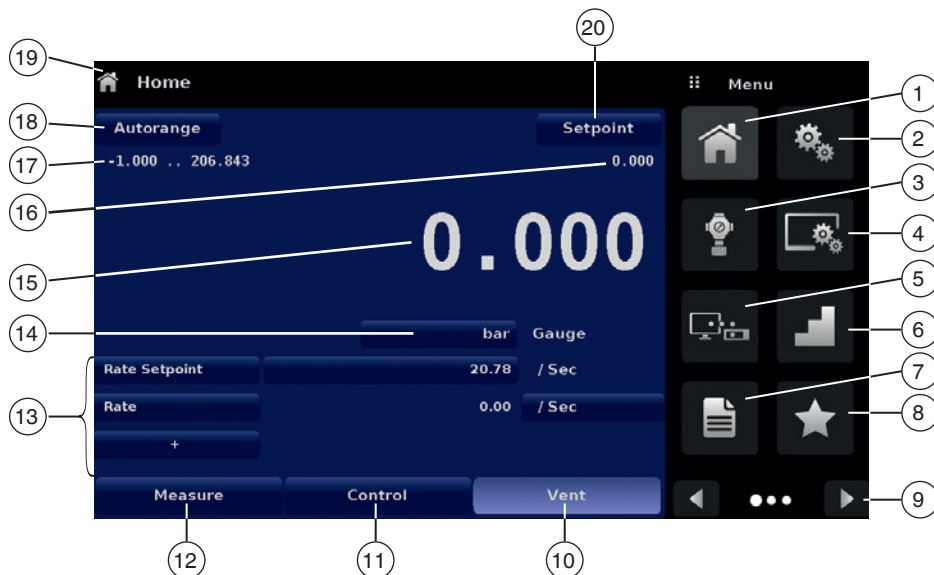 20
19
Home
Menu
1
18
Autorange
Setpoint
2
17
-1.000 .. 206.843
0.000
3
16
0.000
4
15
5
14
bar Gauge
6
Rate Setpoint 20.78 / Sec
7
13
Rate 0.00 / Sec
8
+
Measure Control Vent
9
12
11
10